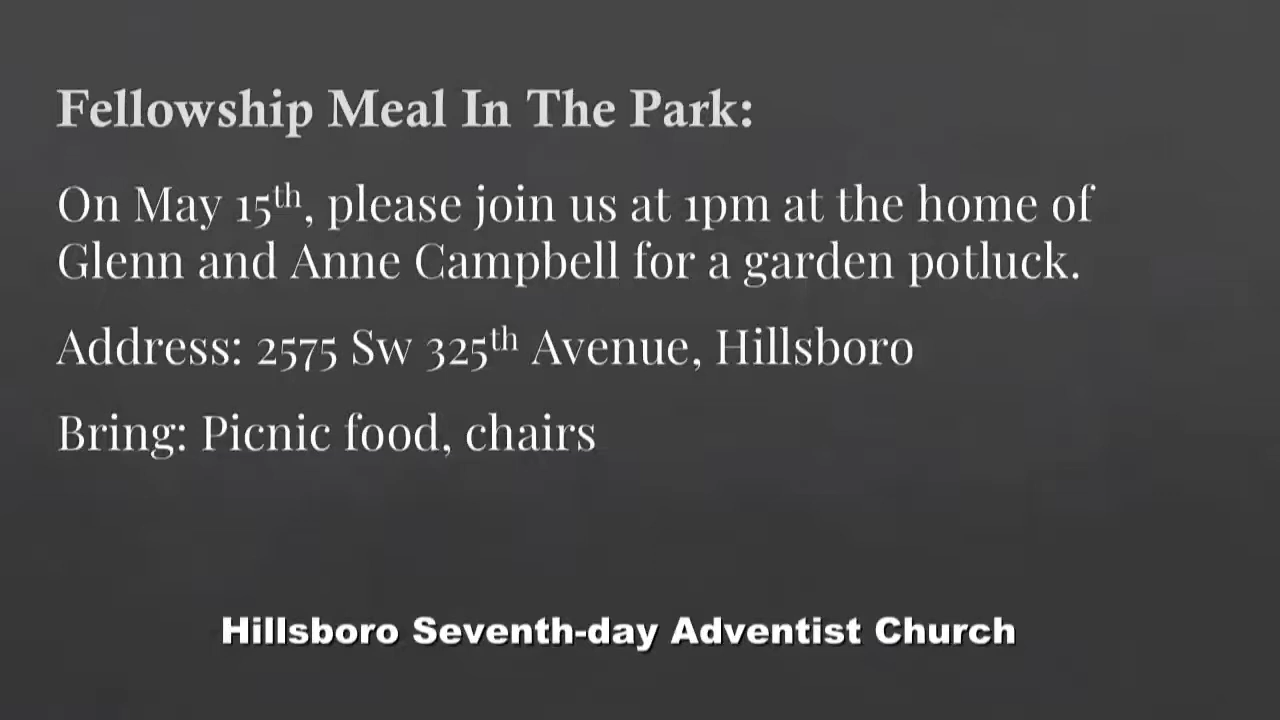 Fellowship Meal In The Park:
On May 15th, please join us at 1pm at the home of
Glenn and Anne Campbell for a garden potluck.
Address: 2575 Sw 325th Avenue, Hillsboro
Bring: Picnic food, chairs
Hillsboro Seventh-day Adventist Church